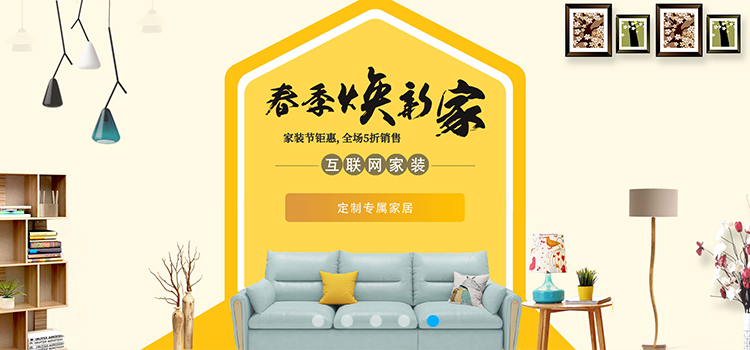 春季焕新家
家装节钜惠,全场5折销售
互联网家装
定制专属家居